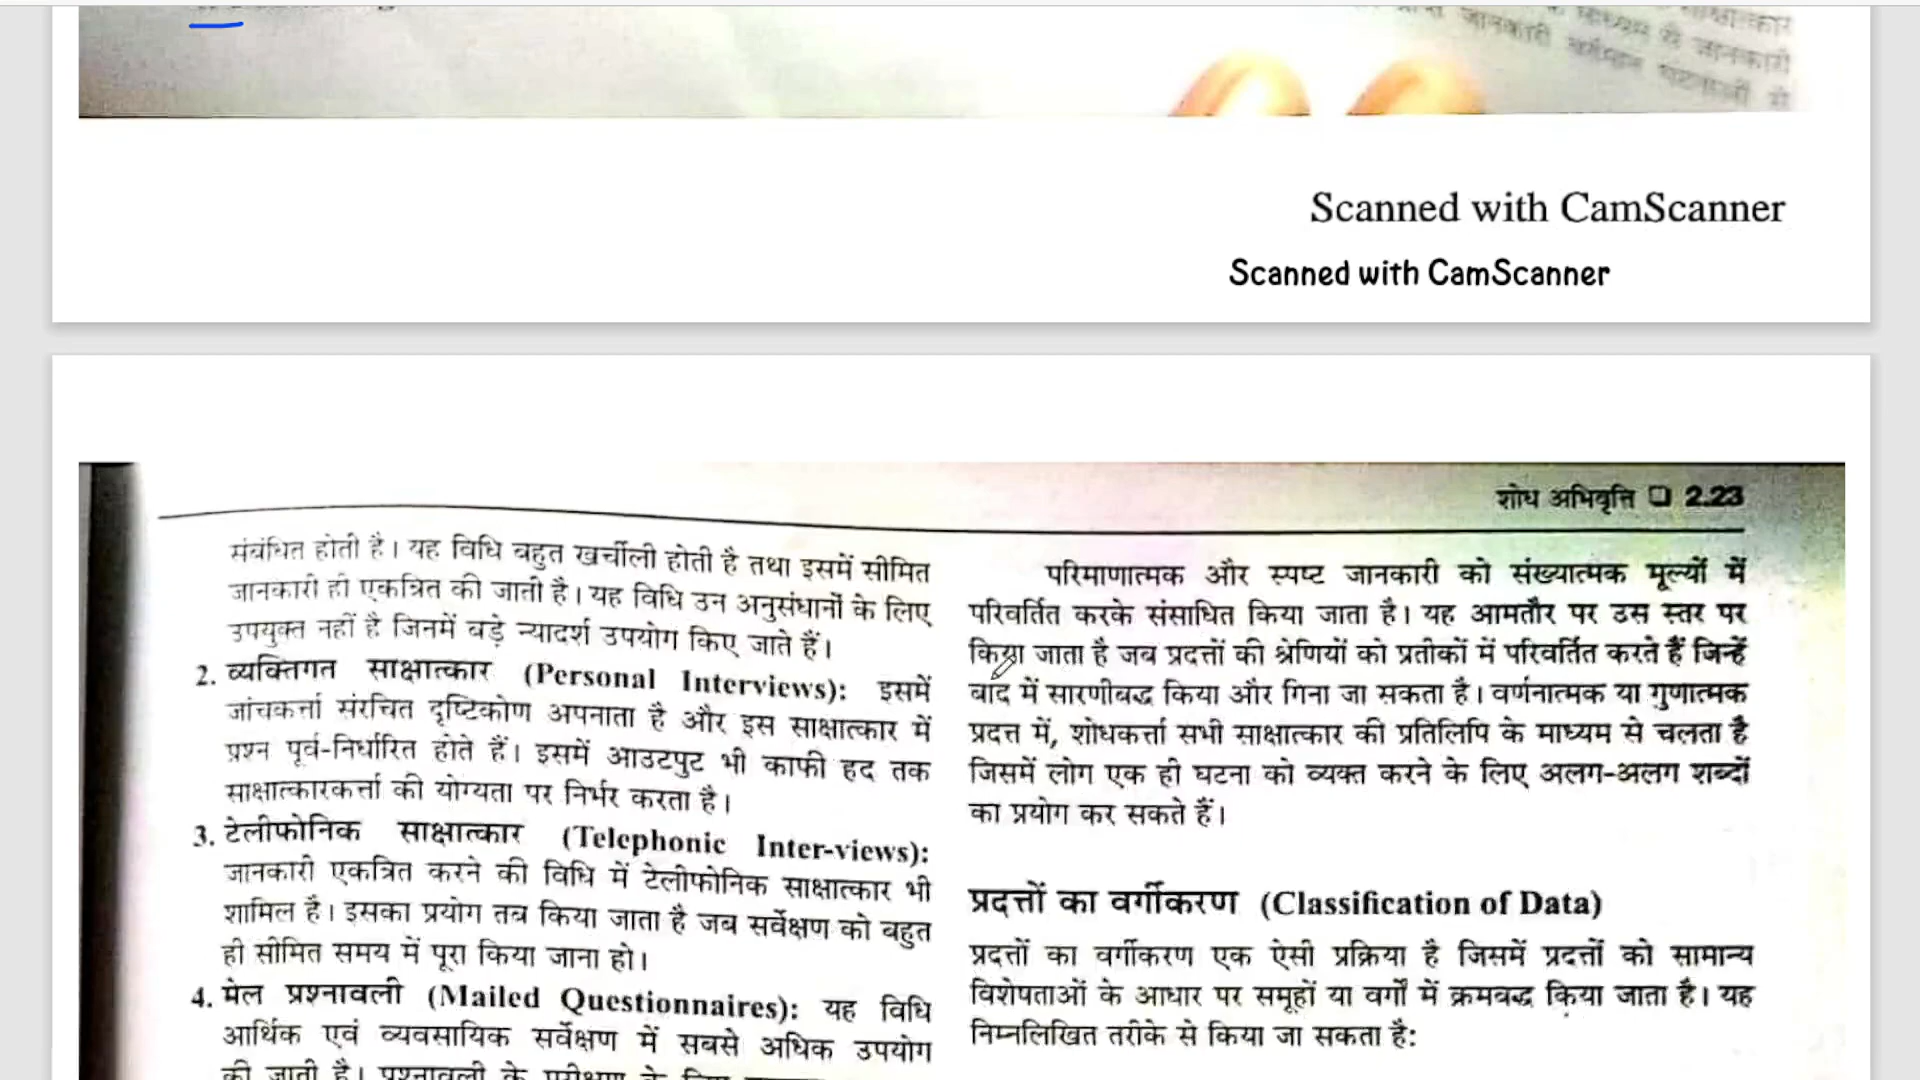 जानकारी
Scanned with CamScanner
Scanned with CamScanner
शोध अभिवृत्ति ❑ 2.23
संबंधित होती है। यह विधि बहुत खर्चीली होती है तथा इसमें सीमित
जानकारी ही एकत्रित की जाती है। यह विधि उन अनुसंधानों के लिए
उपयुक्त नहीं है जिनमें बड़े न्यादर्श उपयोग किए जाते हैं।
2. व्यक्तिगत साक्षात्कार (Personal Interviews): इसमें
जांचकर्त्ता संरचित दृष्टिकोण अपनाता है और इस साक्षात्कार में
प्रश्न पूर्व-निर्धारित होते हैं। इसमें आउटपुट भी काफी हद तक
साक्षात्कारकर्त्ता की योग्यता पर निर्भर करता है।
3. टेलीफोनिक साक्षात्कार (Telephonic Inter-views):
जानकारी एकत्रित करने की विधि में टेलीफोनिक साक्षात्कार भी
शामिल है। इसका प्रयोग तब किया जाता है जब सर्वेक्षण को बहुत
ही सीमित समय में पूरा किया जाना हो।
4. मेल प्रश्नावली (Mailed Questionnaires): यह विधि
आर्थिक एवं व्यवसायिक सर्वेक्षण में सबसे अधिक उपयोग
की जाती है। प्रश्नावली के परीक्षण के लिए
परिमाणात्मक और स्पष्ट जानकारी को संख्यात्मक मूल्यों में
परिवर्तित करके संसाधित किया जाता है। यह आमतौर पर उस स्तर पर
किया जाता है जब प्रदत्तों की श्रेणियों को प्रतीकों में परिवर्तित करते हैं जिन्हें
बाद में सारणीबद्ध किया और गिना जा सकता है। वर्णनात्मक या गुणात्मक
प्रदत्त में, शोधकर्त्ता सभी साक्षात्कार की प्रतिलिपि के माध्यम से चलता है
जिसमें लोग एक ही घटना को व्यक्त करने के लिए अलग-अलग शब्दों
का प्रयोग कर सकते हैं।
प्रदत्तों का वर्गीकरण (Classification of Data)
प्रदत्तों का वर्गीकरण एक ऐसी प्रक्रिया है जिसमें प्रदत्तों को सामान्य
विशेषताओं के आधार पर समूहों या वर्गों में क्रमबद्ध किया जाता है। यह
निम्नलिखित तरीके से किया जा सकता है: